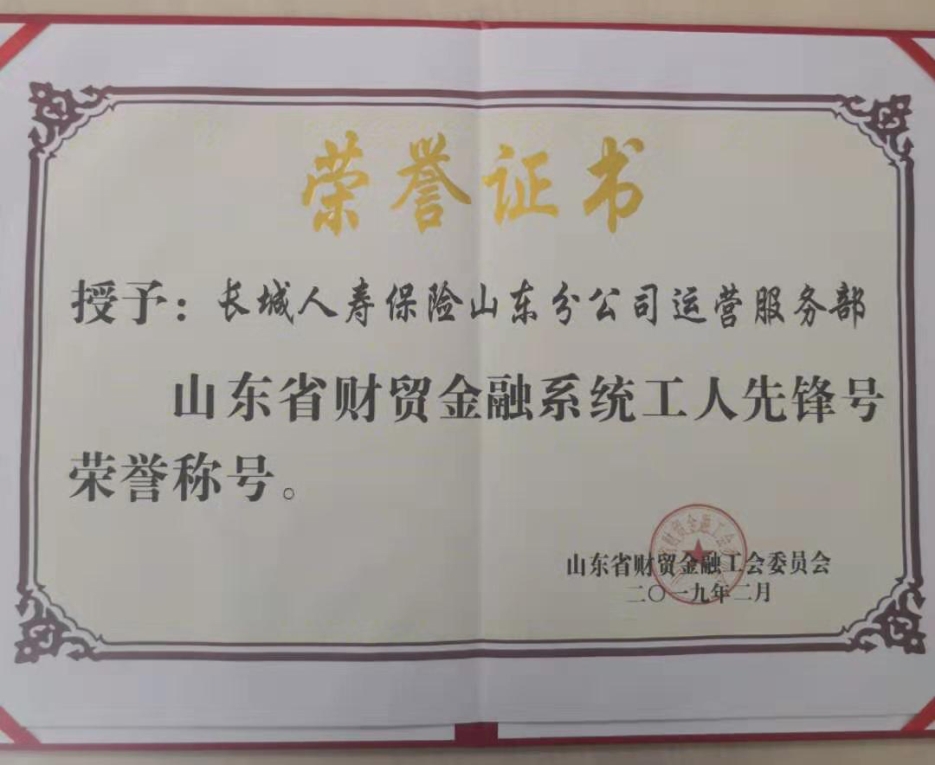 荣誉证书
授予：长城人寿保险山东分公司运营服务部
山东省财贸金融系统工人先锋号
荣誉称号。
山东省财贸金融工会委员会
二〇一九年二月